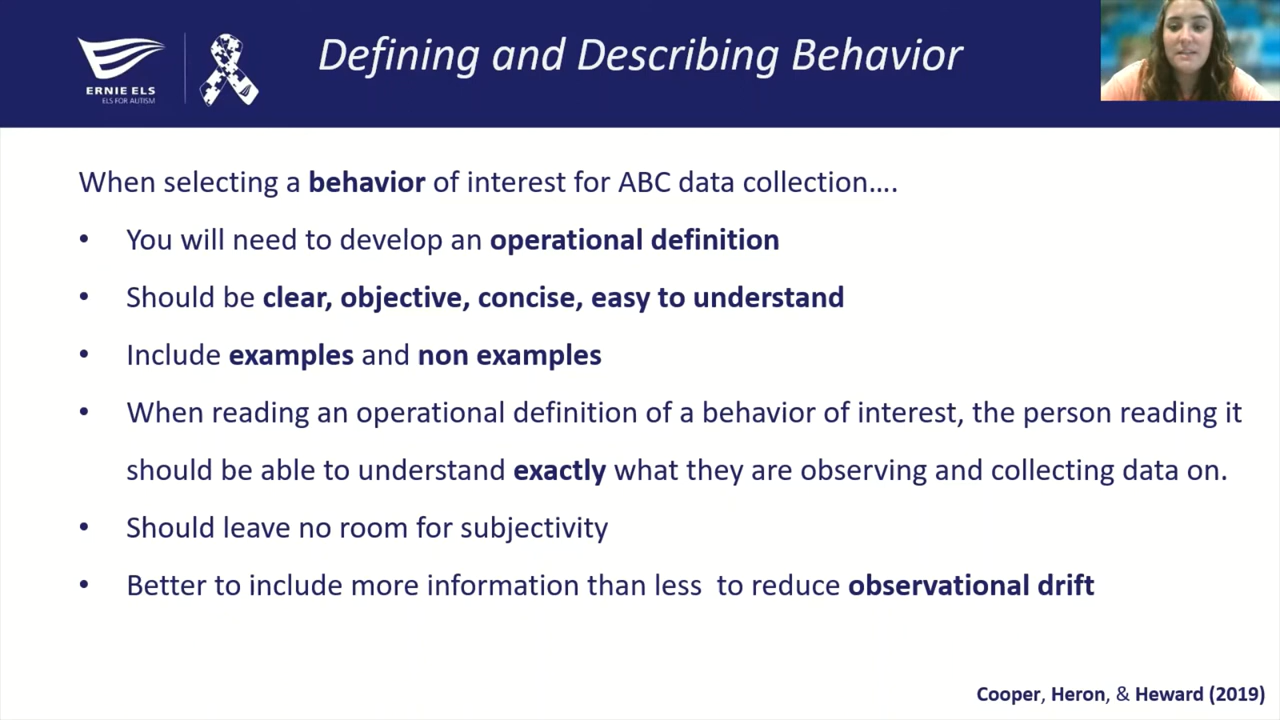 Defining and Describing Behavior
ERNIE ELS
ELS FOR AUTISM
When selecting a behavior of interest for ABC data collection....
• You will need to develop an operational definition
• Should be clear, objective, concise, easy to understand
• Include examples and non examples
• When reading an operational definition of a behavior of interest, the person reading it
should be able to understand exactly what they are observing and collecting data on.
• Should leave no room for subjectivity
• Better to include more information than less to reduce observational drift
Cooper, Heron, & Heward (2019)